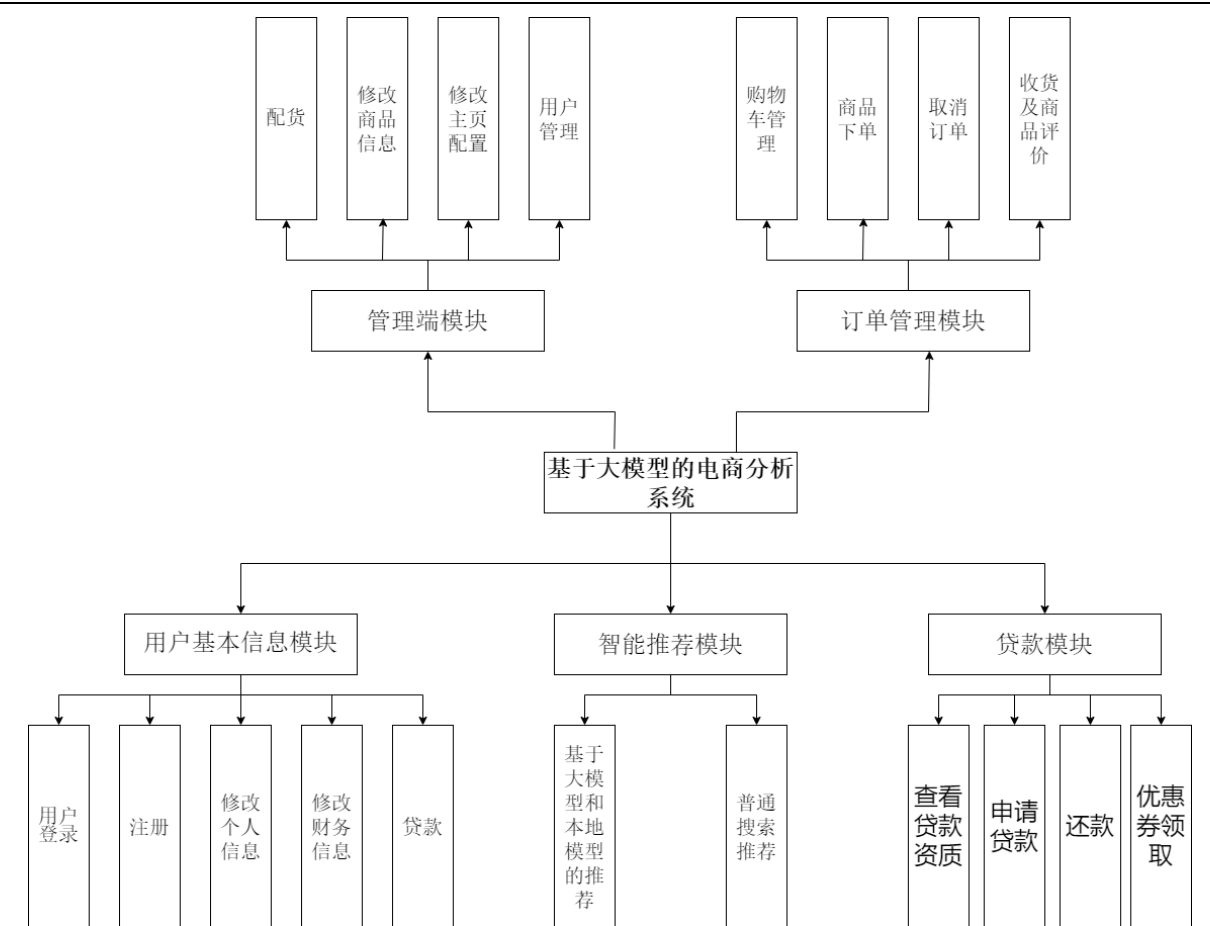 配货
修改
商品
信息
修改
主页
配置
用户
管理
购物
车管
理
商品
下单
取消
订单
收货
及商
品评
价
管理端模块
订单管理模块
基于大模型的电商分析
系统
用户基本信息模块
智能推荐模块
贷款模块
用户
登录
注册
修改
个人
信息
修改
财务
信息
贷款
基于
大模
型和
本地
模型
的推
荐
普通
搜索
推荐
查看
贷款
资质
申请
贷款
还款
优惠
券领
取